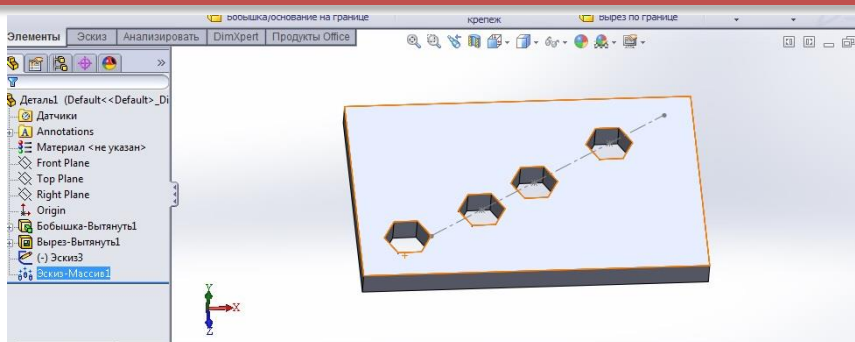 Бобышка/основание на границе
крепеж
Вырез по границе
Элементы
Эскиз
Анализировать
DimXpert
Продукты Office
»
Деталь1 (Default<<Default>_Di
Датчики
Annotations
Материал <не указан>
Front Plane
Top Plane
Right Plane
Origin
Бобышка-Вытянуть1
Вырез-Вытянуть1
(-) Эскиз3
Эскиз-Массив1
Y
X
Z